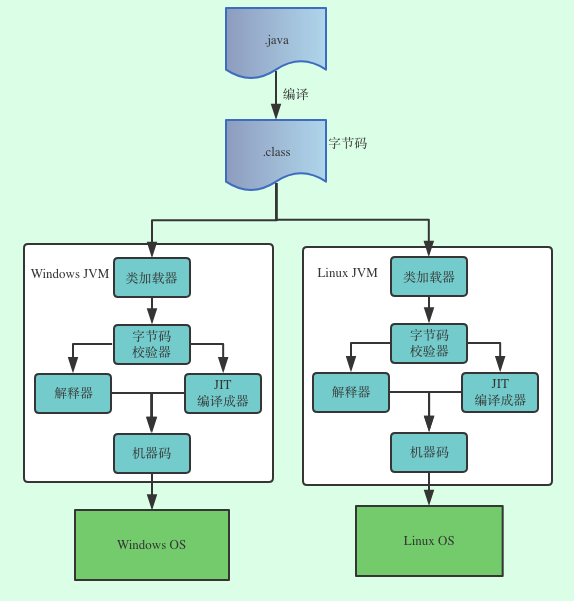 .java
编译
.class
字节码
Windows JVM
类加载器
字节码
校验器
解释器
JIT
编译成器
机器码
Windows OS
Linux JVM
类加载器
字节码
校验器
解释器
JIT
编译成器
机器码
Linux OS